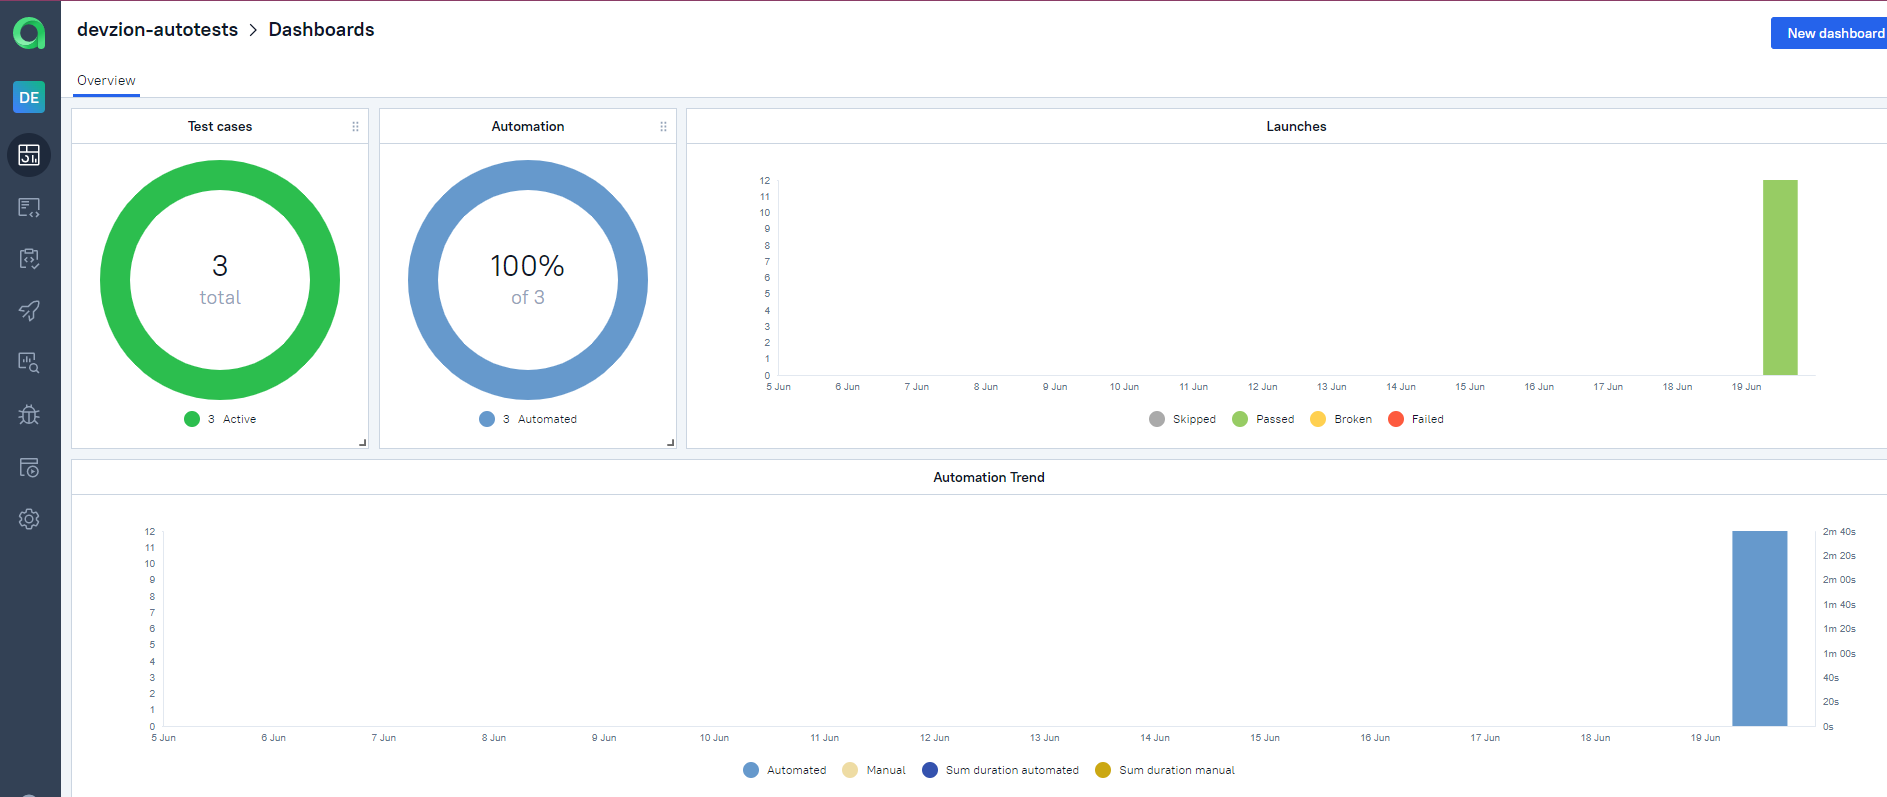 devzion-autotests > Dashboards
New dashboard
Overview
DE
Test cases
3
total
3 Active
Automation
100%
of 3
3 Automated
Launches
12
11
10
9
8
7
6
5
4
3
2
1
0
5 Jun 6 Jun 7 Jun 8 Jun 9 Jun 10 Jun 11 Jun 12 Jun 13 Jun 14 Jun 15 Jun 16 Jun 17 Jun 18 Jun 19 Jun
Skipped Passed Broken Failed
Automation Trend
12
11
10
9
8
7
6
5
4
3
2
1
0
2m 40s
2m 20s
2m 00s
1m 40s
1m 20s
1m 00s
40s
20s
0s
5 Jun 6 Jun 7 Jun 8 Jun 9 Jun 10 Jun 11 Jun 12 Jun 13 Jun 14 Jun 15 Jun 16 Jun 17 Jun 18 Jun 19 Jun
Automated Manual Sum duration automated Sum duration manual